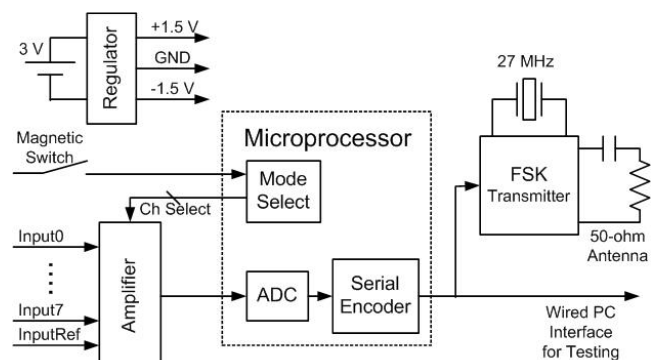 3 V
Regulator
+1.5 V
GND
-1.5 V
27 MHz
Magnetic
Switch
Microprocessor
Mode
Select
FSK
Transmitter
Ch Select
50-ohm
Antenna
Input0
Input7
InputRef
Amplifier
ADC
Serial
Encoder
Wired PC
Interface
for Testing